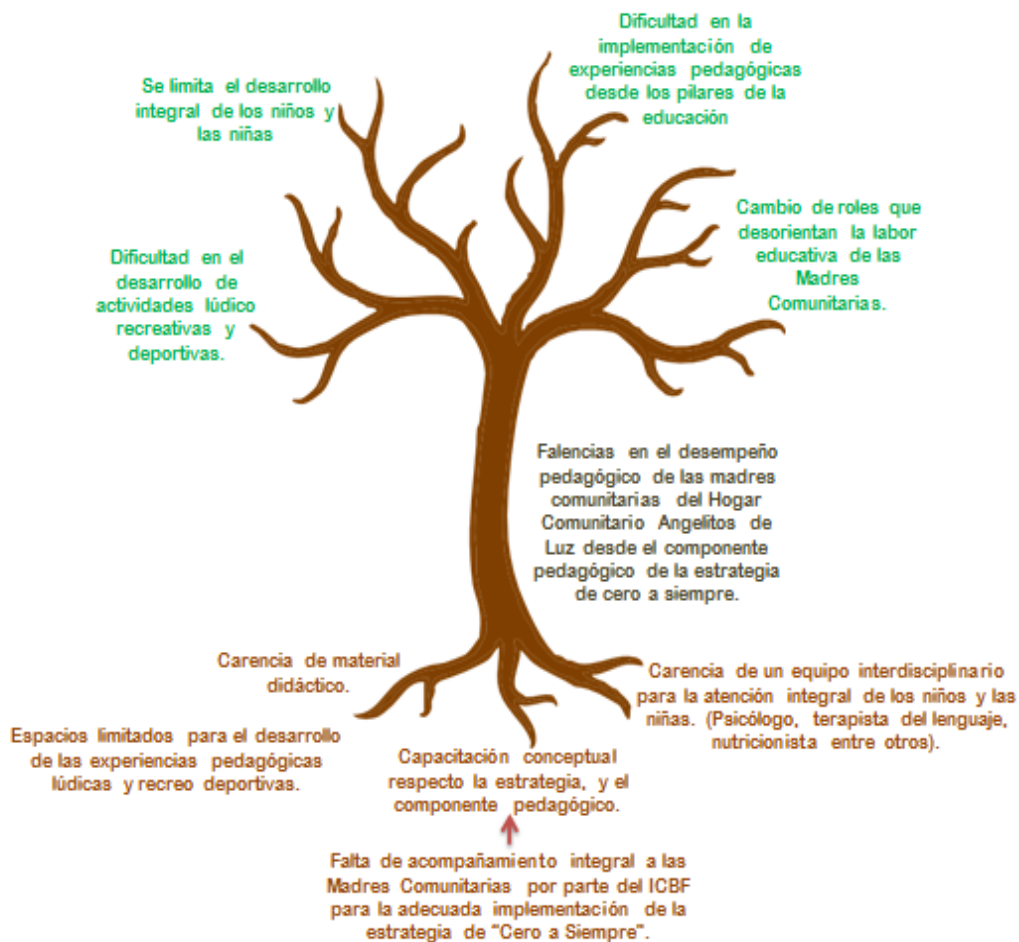 Dificultad en la
implementación de
experiencias pedagógicas
desde los pilares de la
educación
Se limita el desarrollo
integral de los niños y
las niñas
Cambio de roles que
desorientan la labor
educativa de las
Madres
Comunitarias.
Dificultad en el
desarrollo de
actividades lúdico
recreativas y
deportivas.
Falencias en el desempeño
pedagógico de las madres
comunitarias del Hogar
Comunitario Angelitos de
Luz desde el componente
pedagógico de la estrategia
de cero a siempre.
Carencia de material
didáctico.
Carencia de un equipo interdisciplinario
para la atención integral de los niños y las
niñas. (Psicólogo, terapista del lenguaje,
nutricionista entre otros).
Espacios limitados para el desarrollo
de las experiencias pedagógicas
lúdicas y recreo deportivas.
Capacitación conceptual
respecto la estrategia, y el
componente pedagógico.
Falta de acompañamiento integral a las
Madres Comunitarias por parte del ICBF
para la adecuada implementación de la
estrategia de "Cero a Siempre".